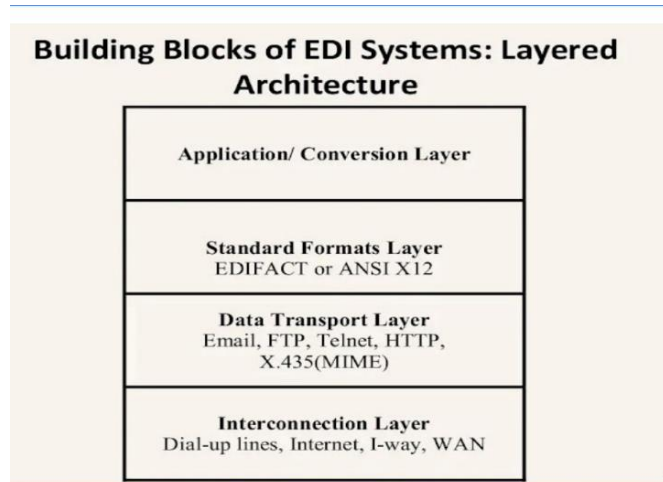 Building Blocks of EDI Systems: Layered
Architecture
Application/ Conversion Layer
Standard Formats Layer
EDIFACT or ANSI X12
Data Transport Layer
Email, FTP, Telnet, HTTP,
X.435(MIME)
Interconnection Layer
Dial-up lines, Internet, I-way, WAN